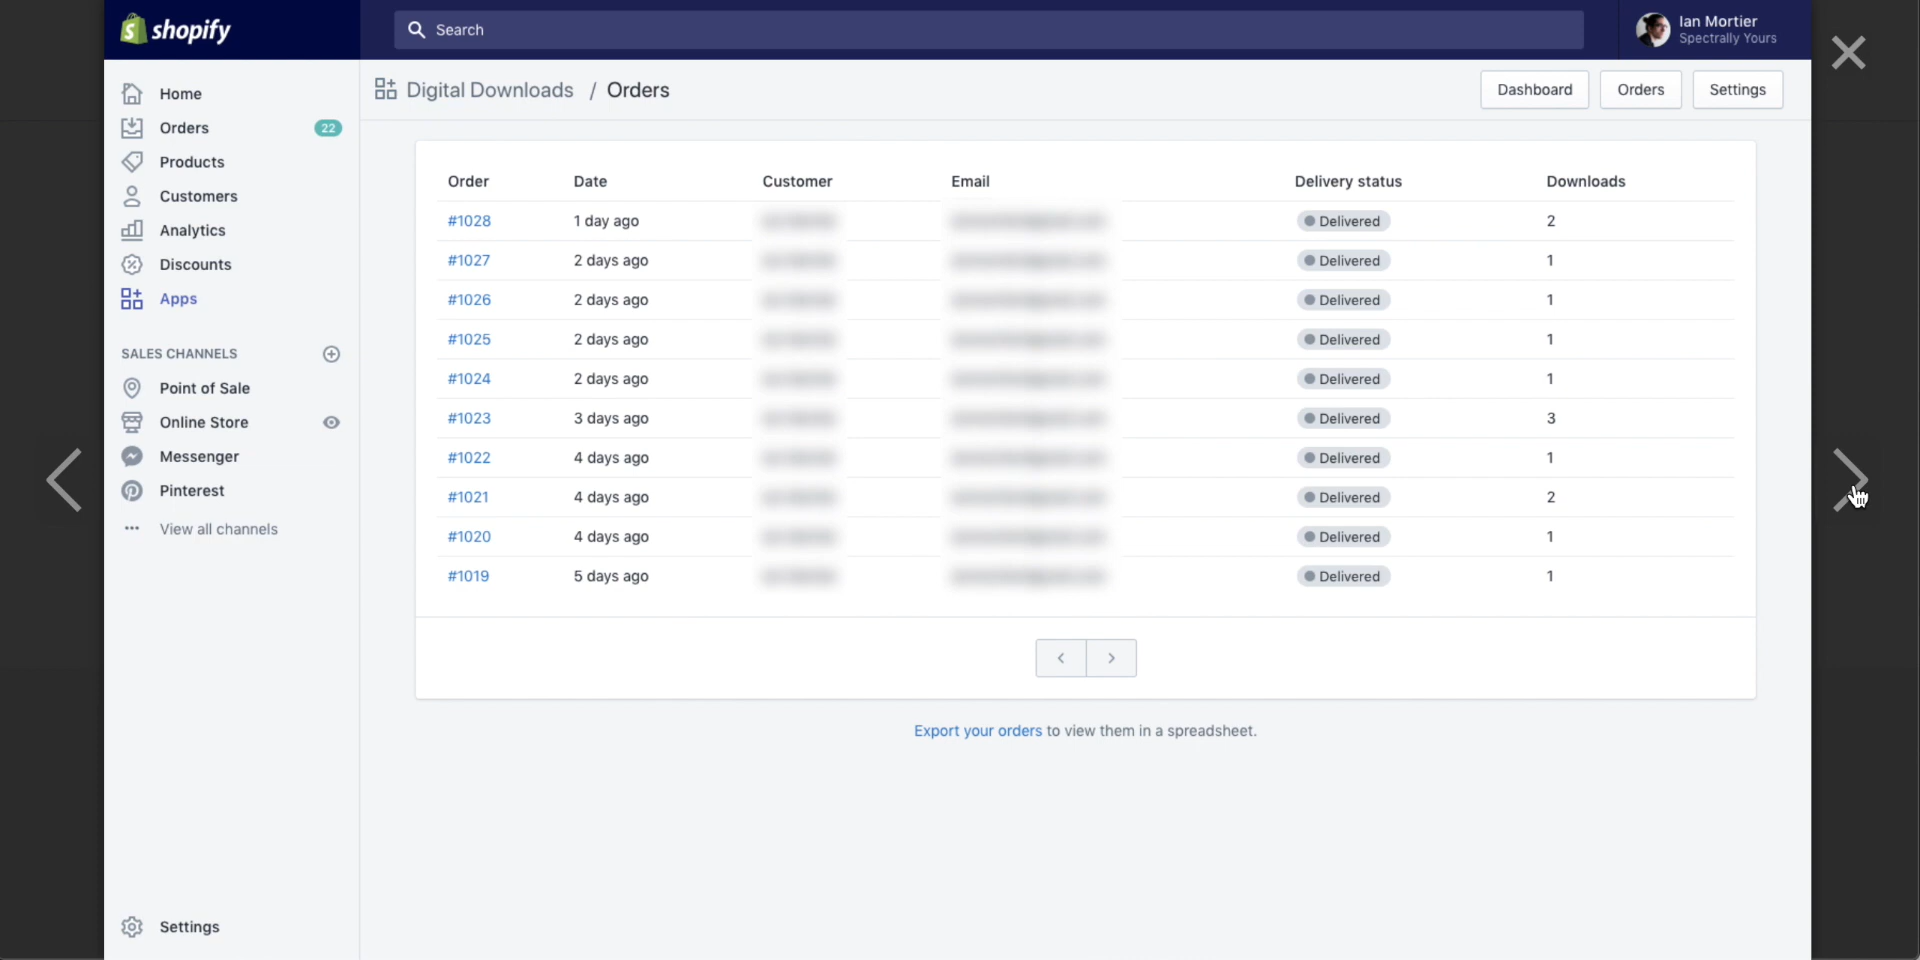 shopify
Search
Ian Mortier
Spectrally Yours
Home
Orders 22
Products
Customers
Analytics
Discounts
Apps
SALES CHANNELS
Point of Sale
Online Store
Messenger
Pinterest
View all channels
Settings
Digital Downloads / Orders
Dashboard Orders Settings
Order Date Customer Email Delivery status Downloads
#1028 1 day ago Delivered 2
#1027 2 days ago Delivered 1
#1026 2 days ago Delivered 1
#1025 2 days ago Delivered 1
#1024 2 days ago Delivered 1
#1023 3 days ago Delivered 3
#1022 4 days ago Delivered 1
#1021 4 days ago Delivered 2
#1020 4 days ago Delivered 1
#1019 5 days ago Delivered 1
Export your orders to view them in a spreadsheet.